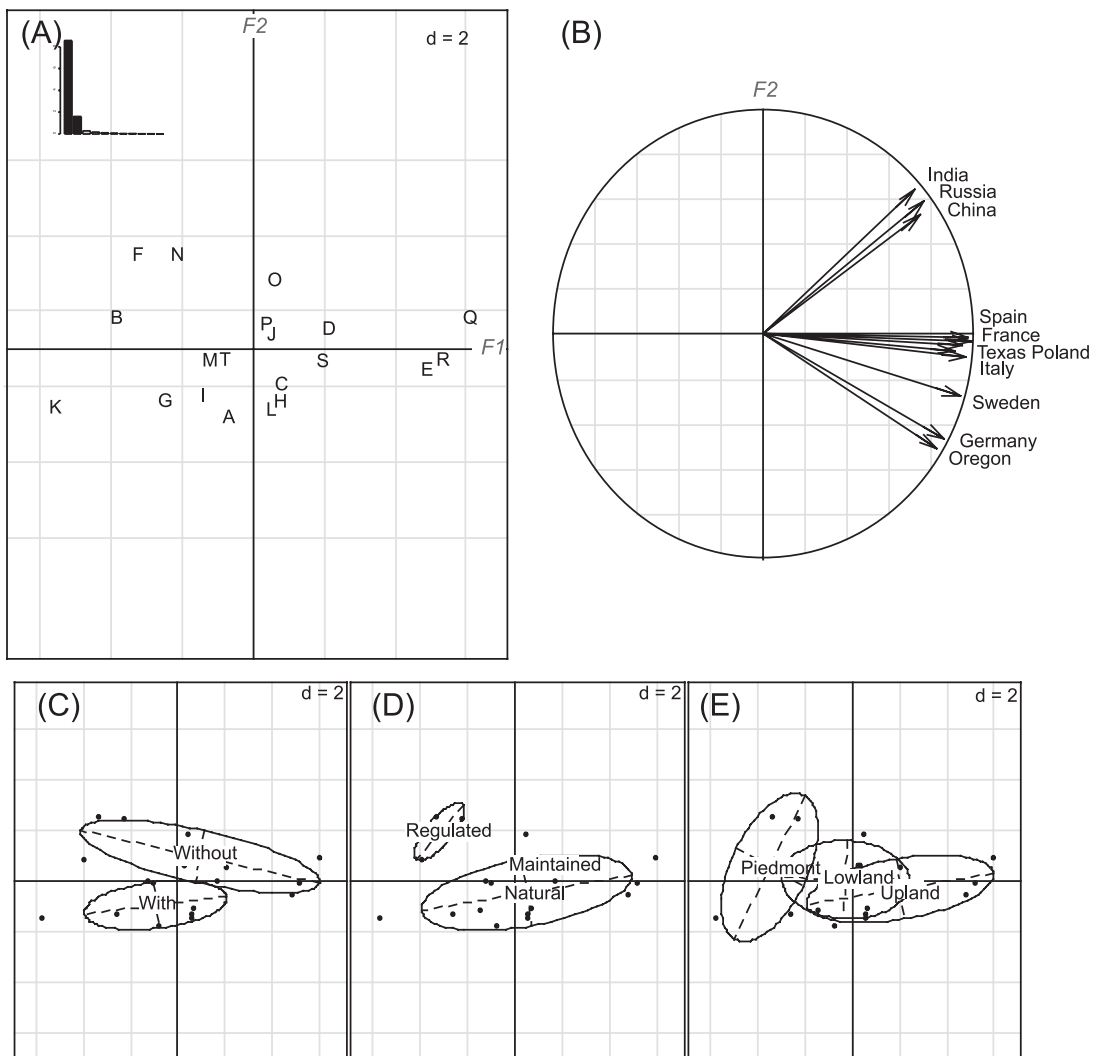 (A)
F2
d = 2
F N
O
B P J D Q
F1
M T S E R
K G I C H
A L
(B)
F2
India
Russia
China
Spain
France
Texas Poland
Italy
Sweden
Germany
Oregon
(C)
d = 2
Without
With
(D)
d = 2
Regulated
Maintained
Natural
(E)
d = 2
Piedmont
Lowland
Upland